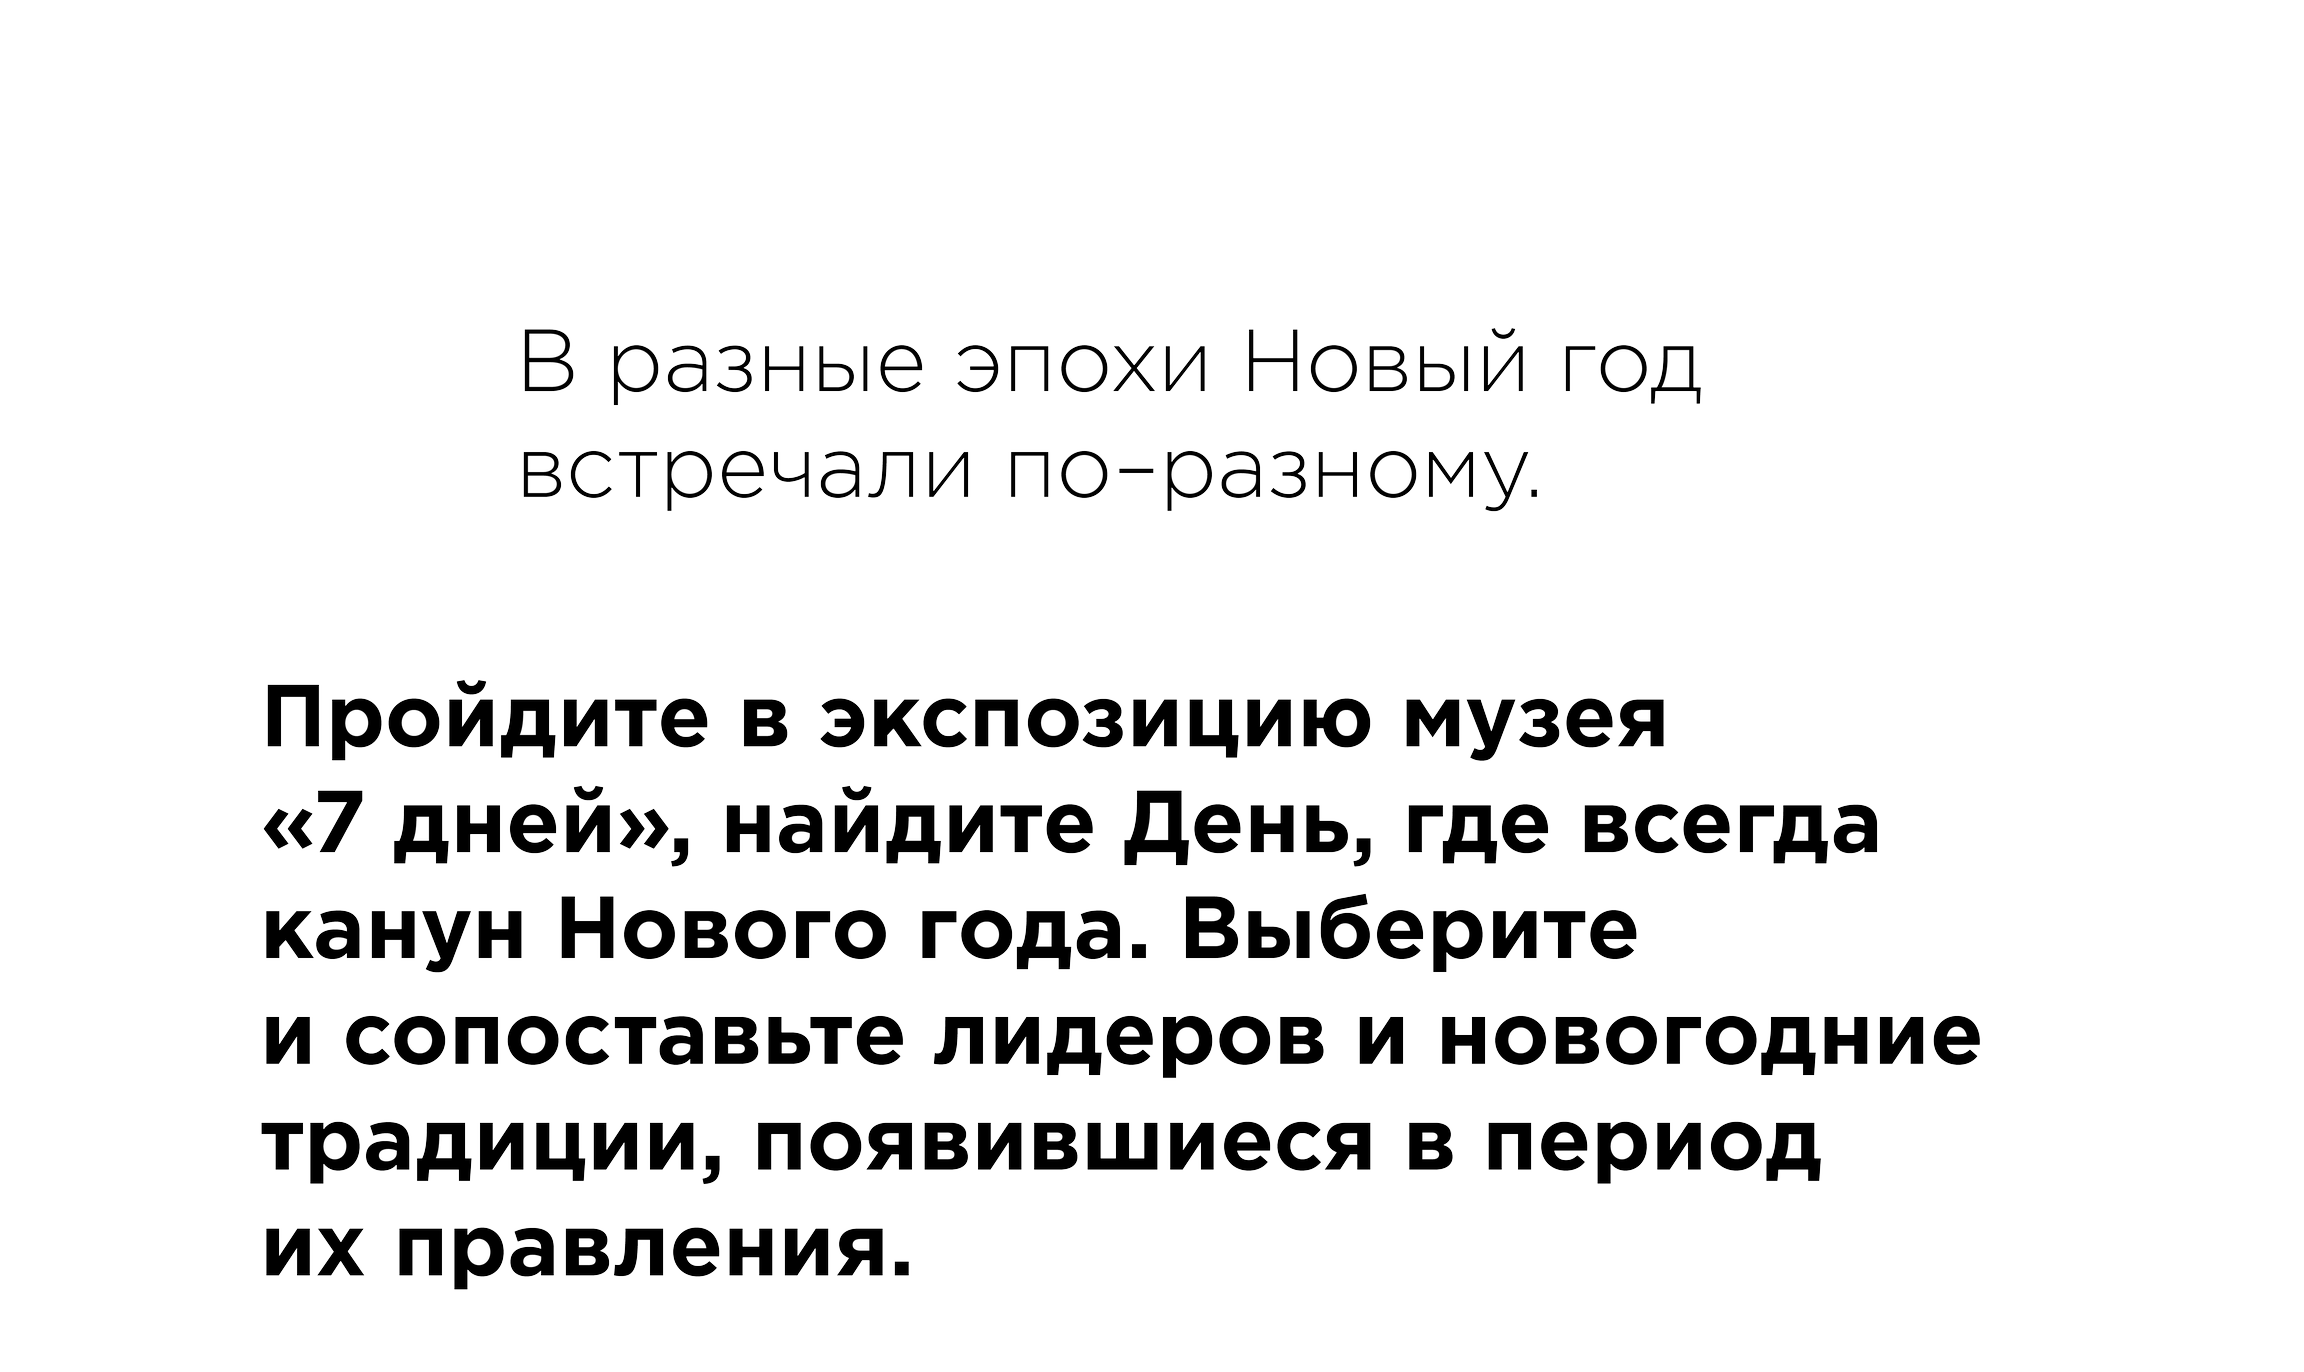 В разные эпохи Новый год
встречали по-разному.
Пройдите в экспозицию музея
«7 дней», найдите День, где всегда
канун Нового года. Выберите
и сопоставьте лидеров и новогодние
традиции, появившиеся в период
их правления.